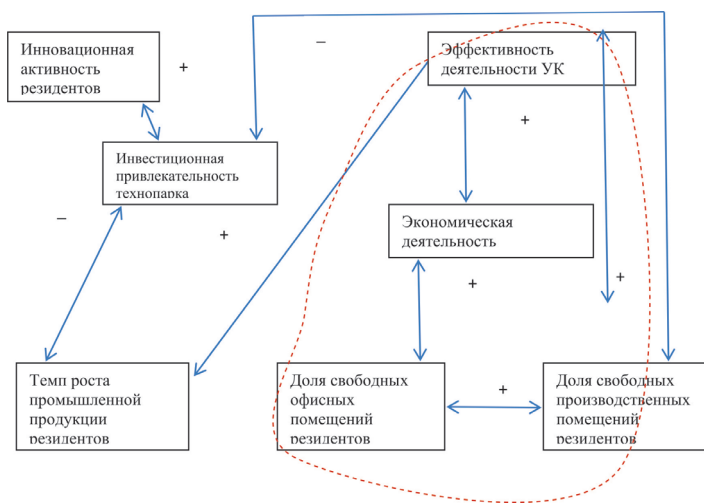 Инновационная
активность
резидентов
+
–
Эффективность
деятельности УК
+
Инвестиционная
привлекательность
технопарка
–
+
Экономическая
деятельность
+
+
Темп роста
промышленной
продукции
резидентов
Доля свободных
офисных
помещений
резидентов
+
Доля свободных
производственных
помещений
резидентов